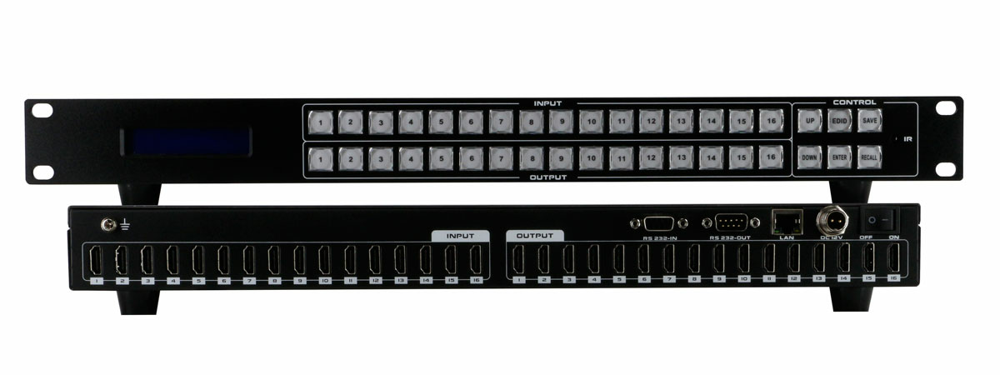 INPUT
CONTROL
1 2 3 4 5 6 7 8 9 10 11 12 13 14 15 16
UP EDID SAVE
IR
1 2 3 4 5 6 7 8 9 10 11 12 13 14 15 16
DOWN ENTER RECALL
OUTPUT
INPUT
OUTPUT
RS 232-IN
RS 232-OUT
LAN
DC 12V
OFF
ON
1 2 3 4 5 6 7 8 9 10 11 12 13 14 15 16
1 2 3 4 5 6 7 8 9 10 11 12 13 14 15 16